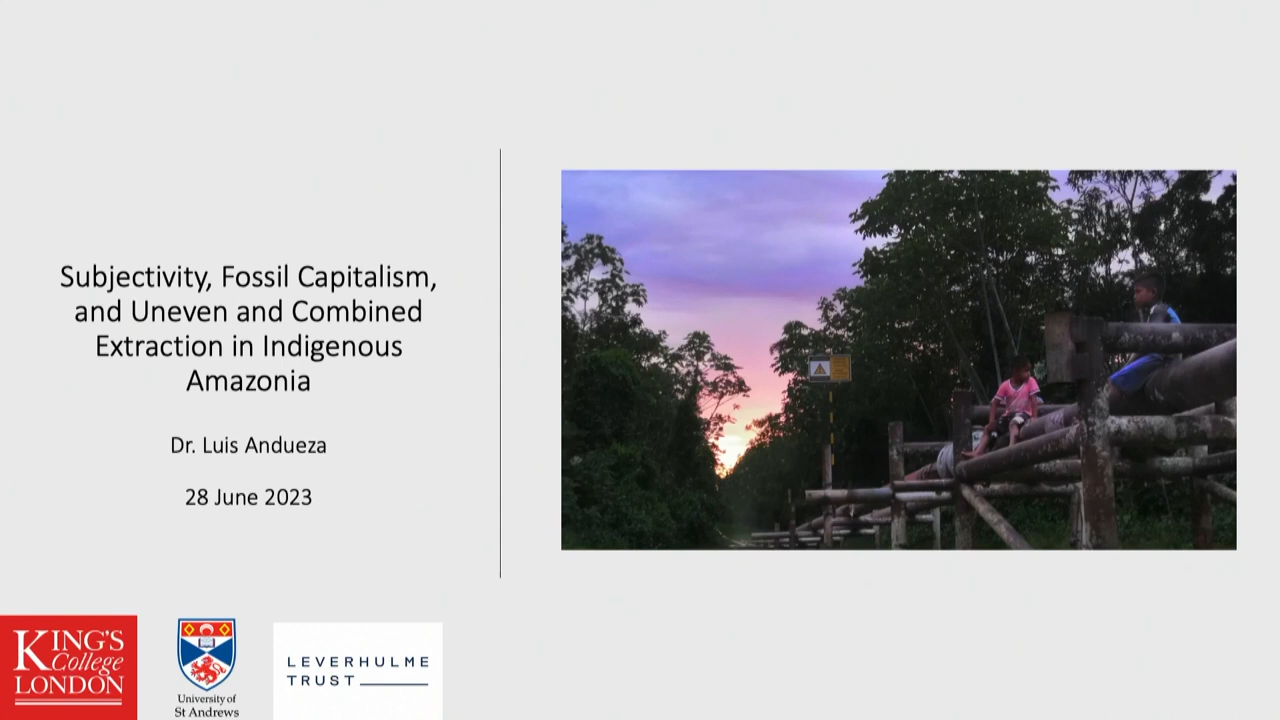 Subjectivity, Fossil Capitalism,
and Uneven and Combined
Extraction in Indigenous
Amazonia
Dr. Luis Andueza
28 June 2023
KING'S
College
LONDON
University of
St Andrews
LEVERHULME
TRUST